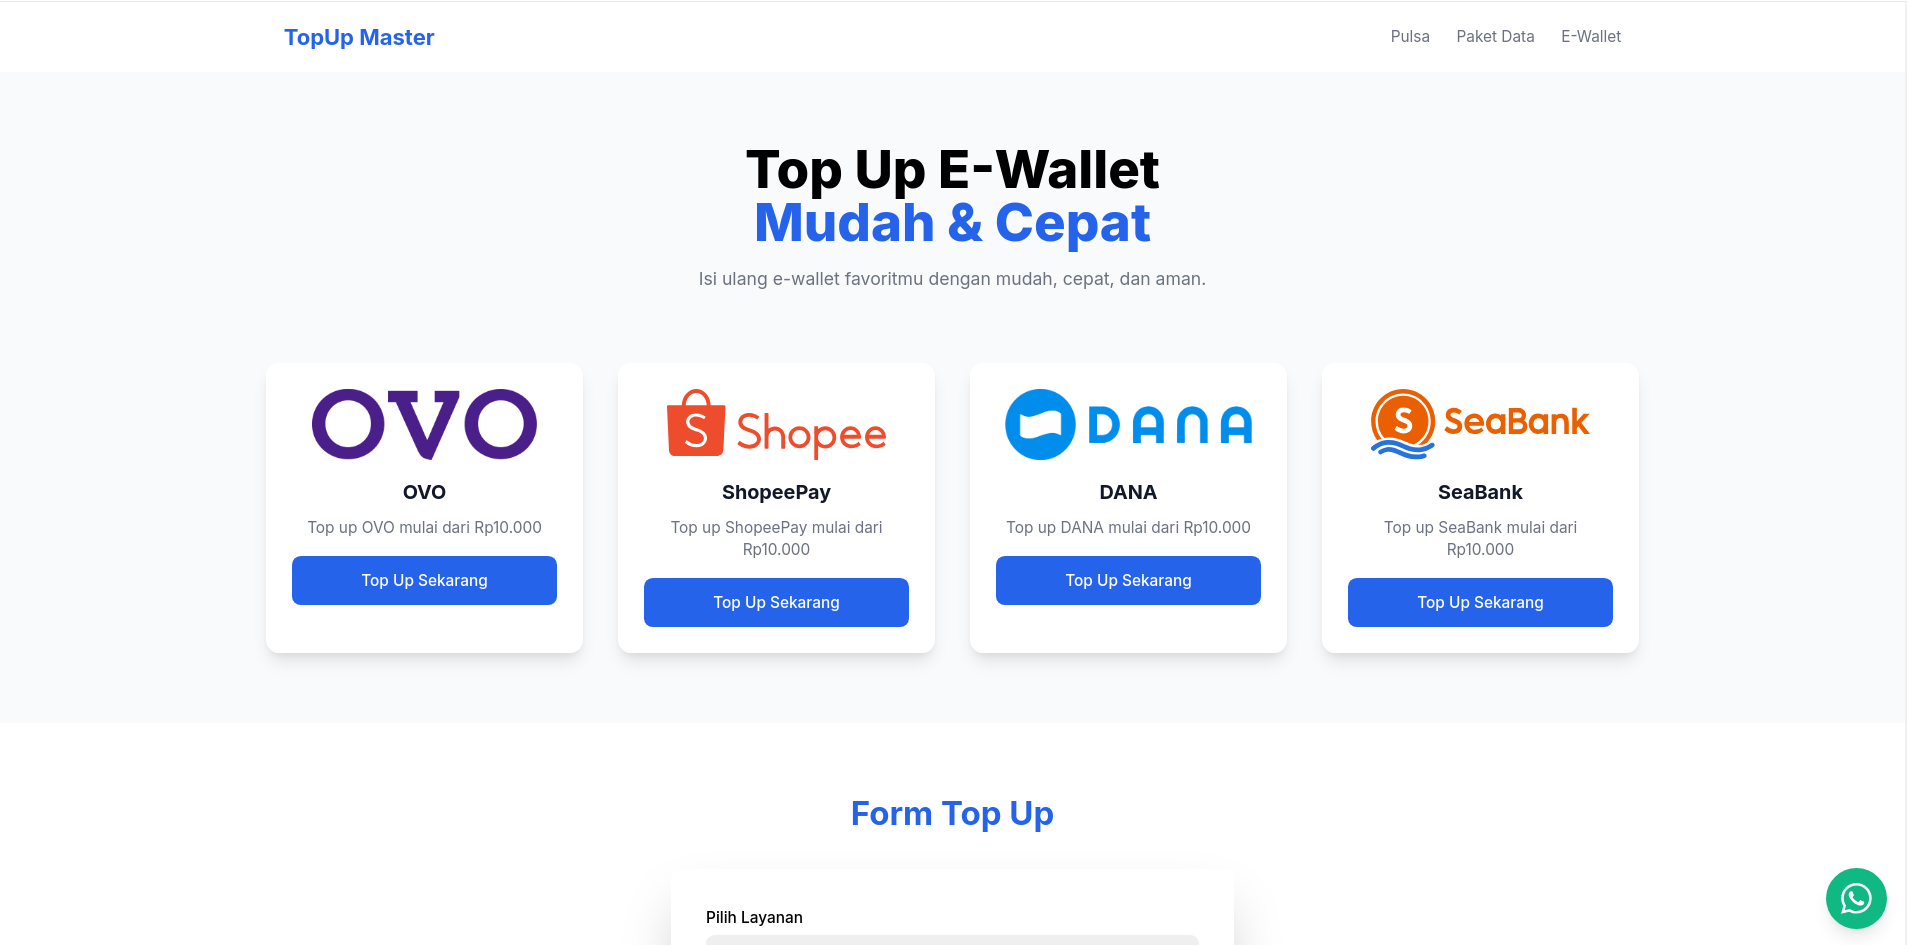 TopUp Master
Pulsa
Paket Data
E-Wallet
Top Up E-Wallet
Mudah & Cepat
Isi ulang e-wallet favoritmu dengan mudah, cepat, dan aman.
OVO
OVO
Top up OVO mulai dari Rp10.000
Top Up Sekarang
S Shopee
ShopeePay
Top up ShopeePay mulai dari
Rp10.000
Top Up Sekarang
DANA
DANA
Top up DANA mulai dari Rp10.000
Top Up Sekarang
S SeaBank
SeaBank
Top up SeaBank mulai dari
Rp10.000
Top Up Sekarang
Form Top Up
Pilih Layanan